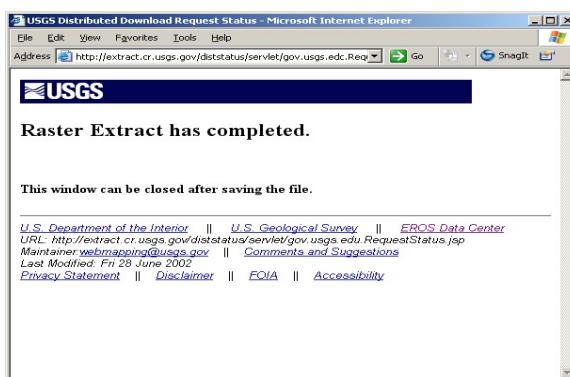 USGS Distributed Download Request Status - Microsoft Internet Explorer
File Edit View Favorites Tools Help
Address http://extract.cr.usgs.gov/diststatus/servlet/gov.usgs.edc.Req Go SnagIt
USGS
Raster Extract has completed.
This window can be closed after saving the file.
U.S. Department of the Interior || U.S. Geological Survey || EROS Data Center
URL: http://extract.cr.usgs.gov/diststatus/servlet/gov.usgs.edu.RequestStatus.jsp
Maintainer:webmapping@usgs.gov || Comments and Suggestions
Last Modified: Fri 28 June 2002
Privacy Statement || Disclaimer || FOIA || Accessibility